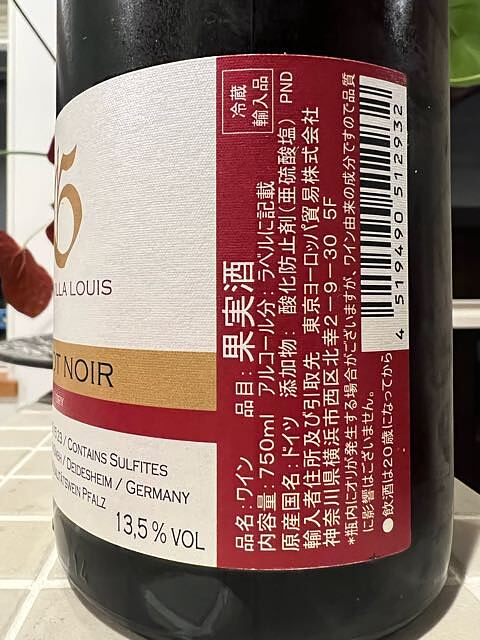 LLA LOUIS
NOIR
CONTAINS SULFITES
DEIDESHEIM / GERMANY
PFALZ
13,5 % VOL
冷蔵
輸入品
品名：ワイン　品目：果実酒
内容量：750ml　アルコール分：ラベルに記載
原産国名：ドイツ　添加物：酸化防止剤（亜硫酸塩）　PND
輸入者住所及び引取先　東京ヨーロッパ貿易株式会社
神奈川県横浜市西区北幸2－9－30　5F
*瓶内にオリが発生する場合がございますが、ワイン由来の成分ですので品質
に影響はございません。
●飲酒は20歳になってから
4 519490 512932